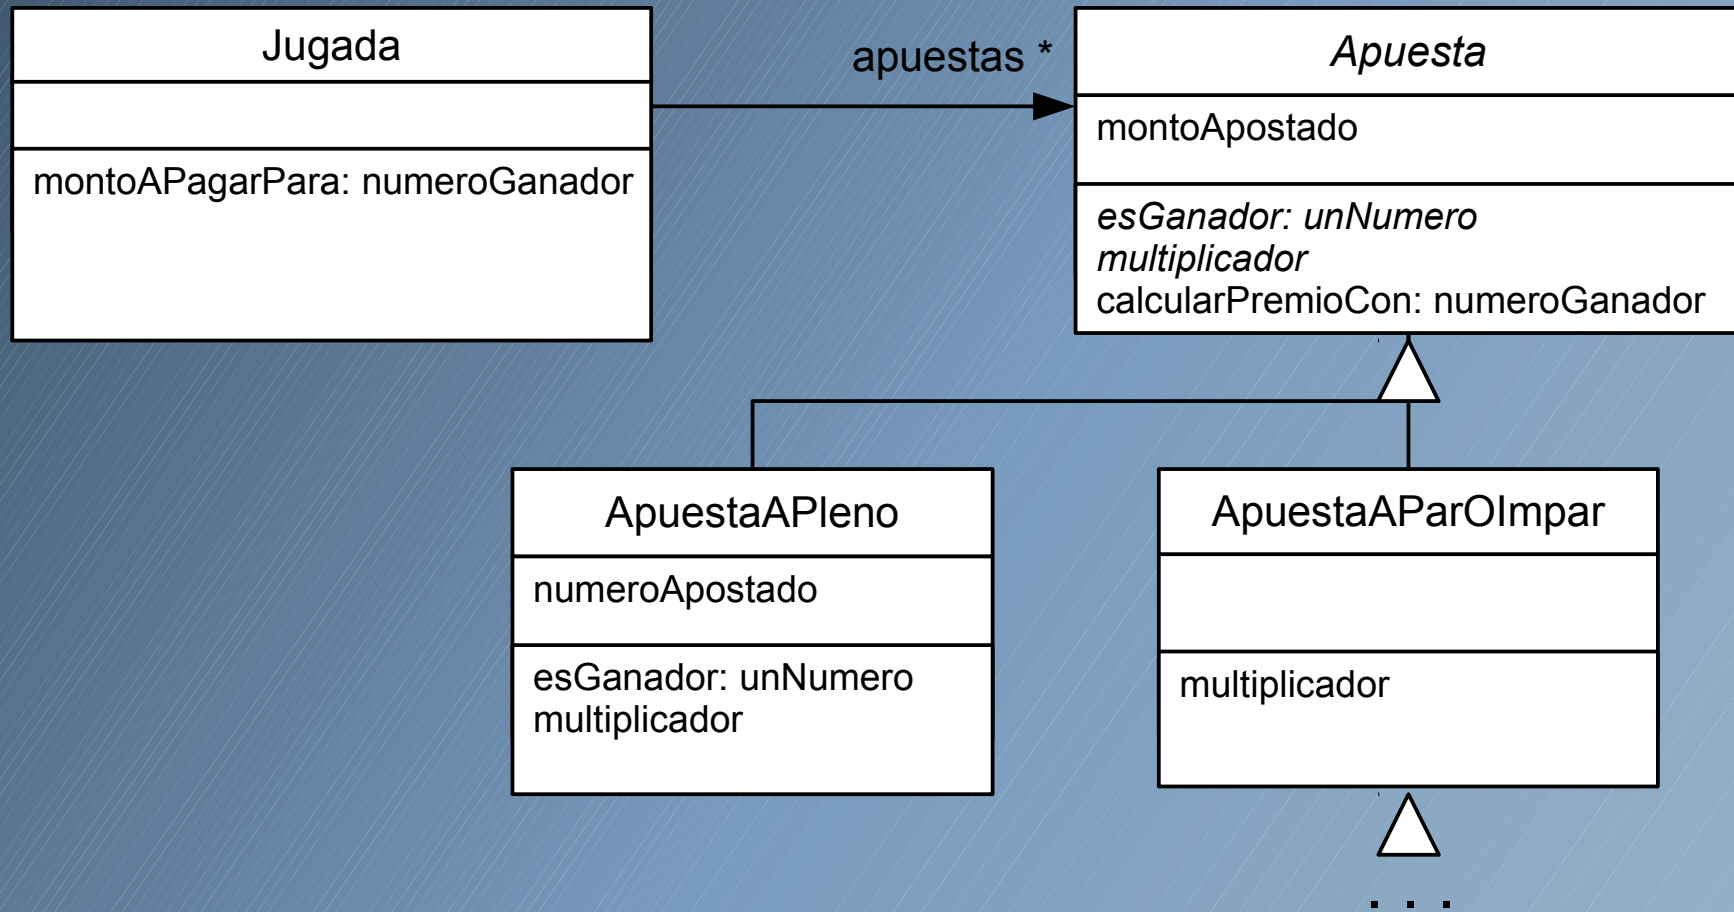 Jugada
montoAPagarPara: numeroGanador
apuestas *
Apuesta
montoApostado
esGanador: unNumero
multiplicador
calcularPremioCon: numeroGanador
ApuestaAPleno
numeroApostado
esGanador: unNumero
multiplicador
ApuestaAParOImpar
multiplicador
. . .